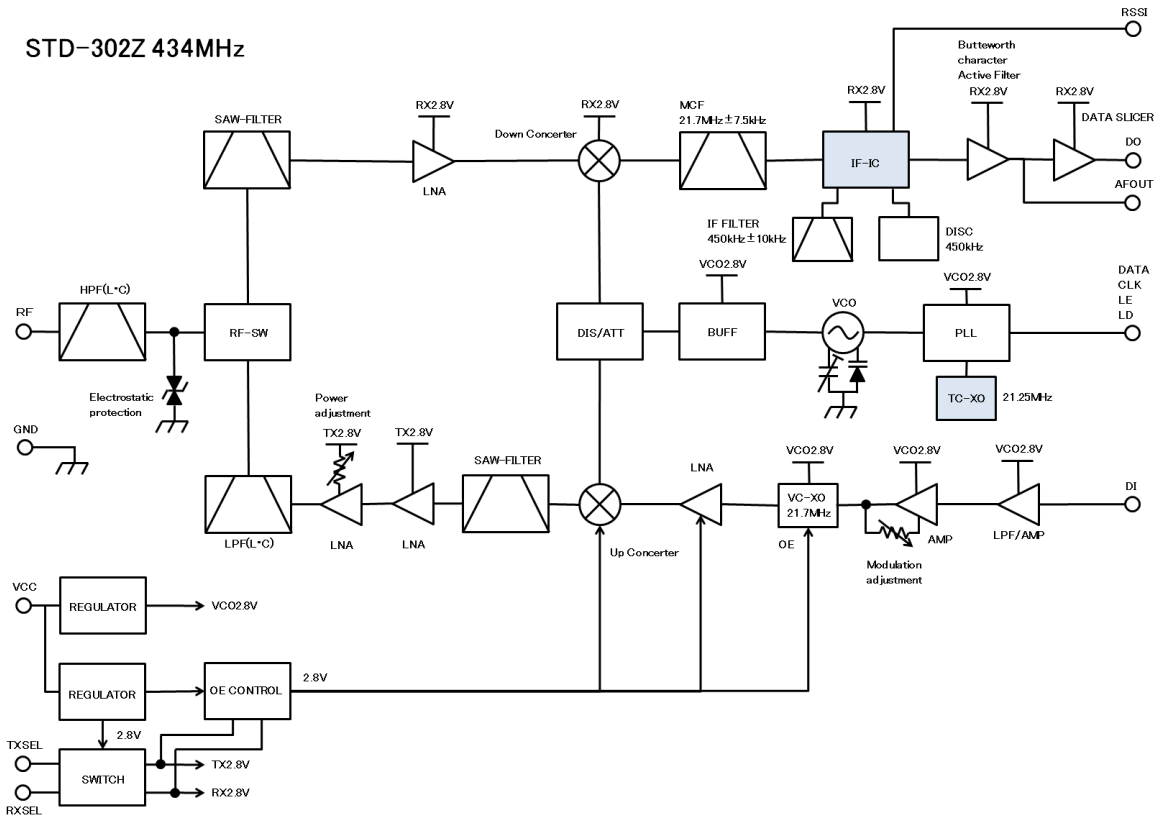 STD-302Z 434MHz
RSSI
Butteworth
character
Active Filter
SAW-FILTER
RX2.8V
Down Concerter
RX2.8V
MCF
21.7MHz±7.5kHz
RX2.8V
RX2.8V
RX2.8V
DATA SLICER
DO
LNA
IF-IC
AFOUT
IF FILTER
450kHz±10kHz
DISC
450kHz
VCO2.8V
VCO2.8V
DATA
CLK
LE
LD
HPF(L・C)
RF
RF-SW
DIS/ATT
BUFF
VCO
PLL
Electrostatic
protection
TC-XO
21.25MHz
Power
adjustment
GND
TX2.8V
TX2.8V
SAW-FILTER
LNA
VCO2.8V
VCO2.8V
VCO2.8V
VC-XO
21.7MHz
DI
LPF(L・C)
LNA
LNA
Up Concerter
OE
AMP
LPF/AMP
Modulation
adjustment
VCC
REGULATOR
VCO2.8V
REGULATOR
OE CONTROL
2.8V
2.8V
TXSEL
SWITCH
TX2.8V
RX2.8V
RXSEL